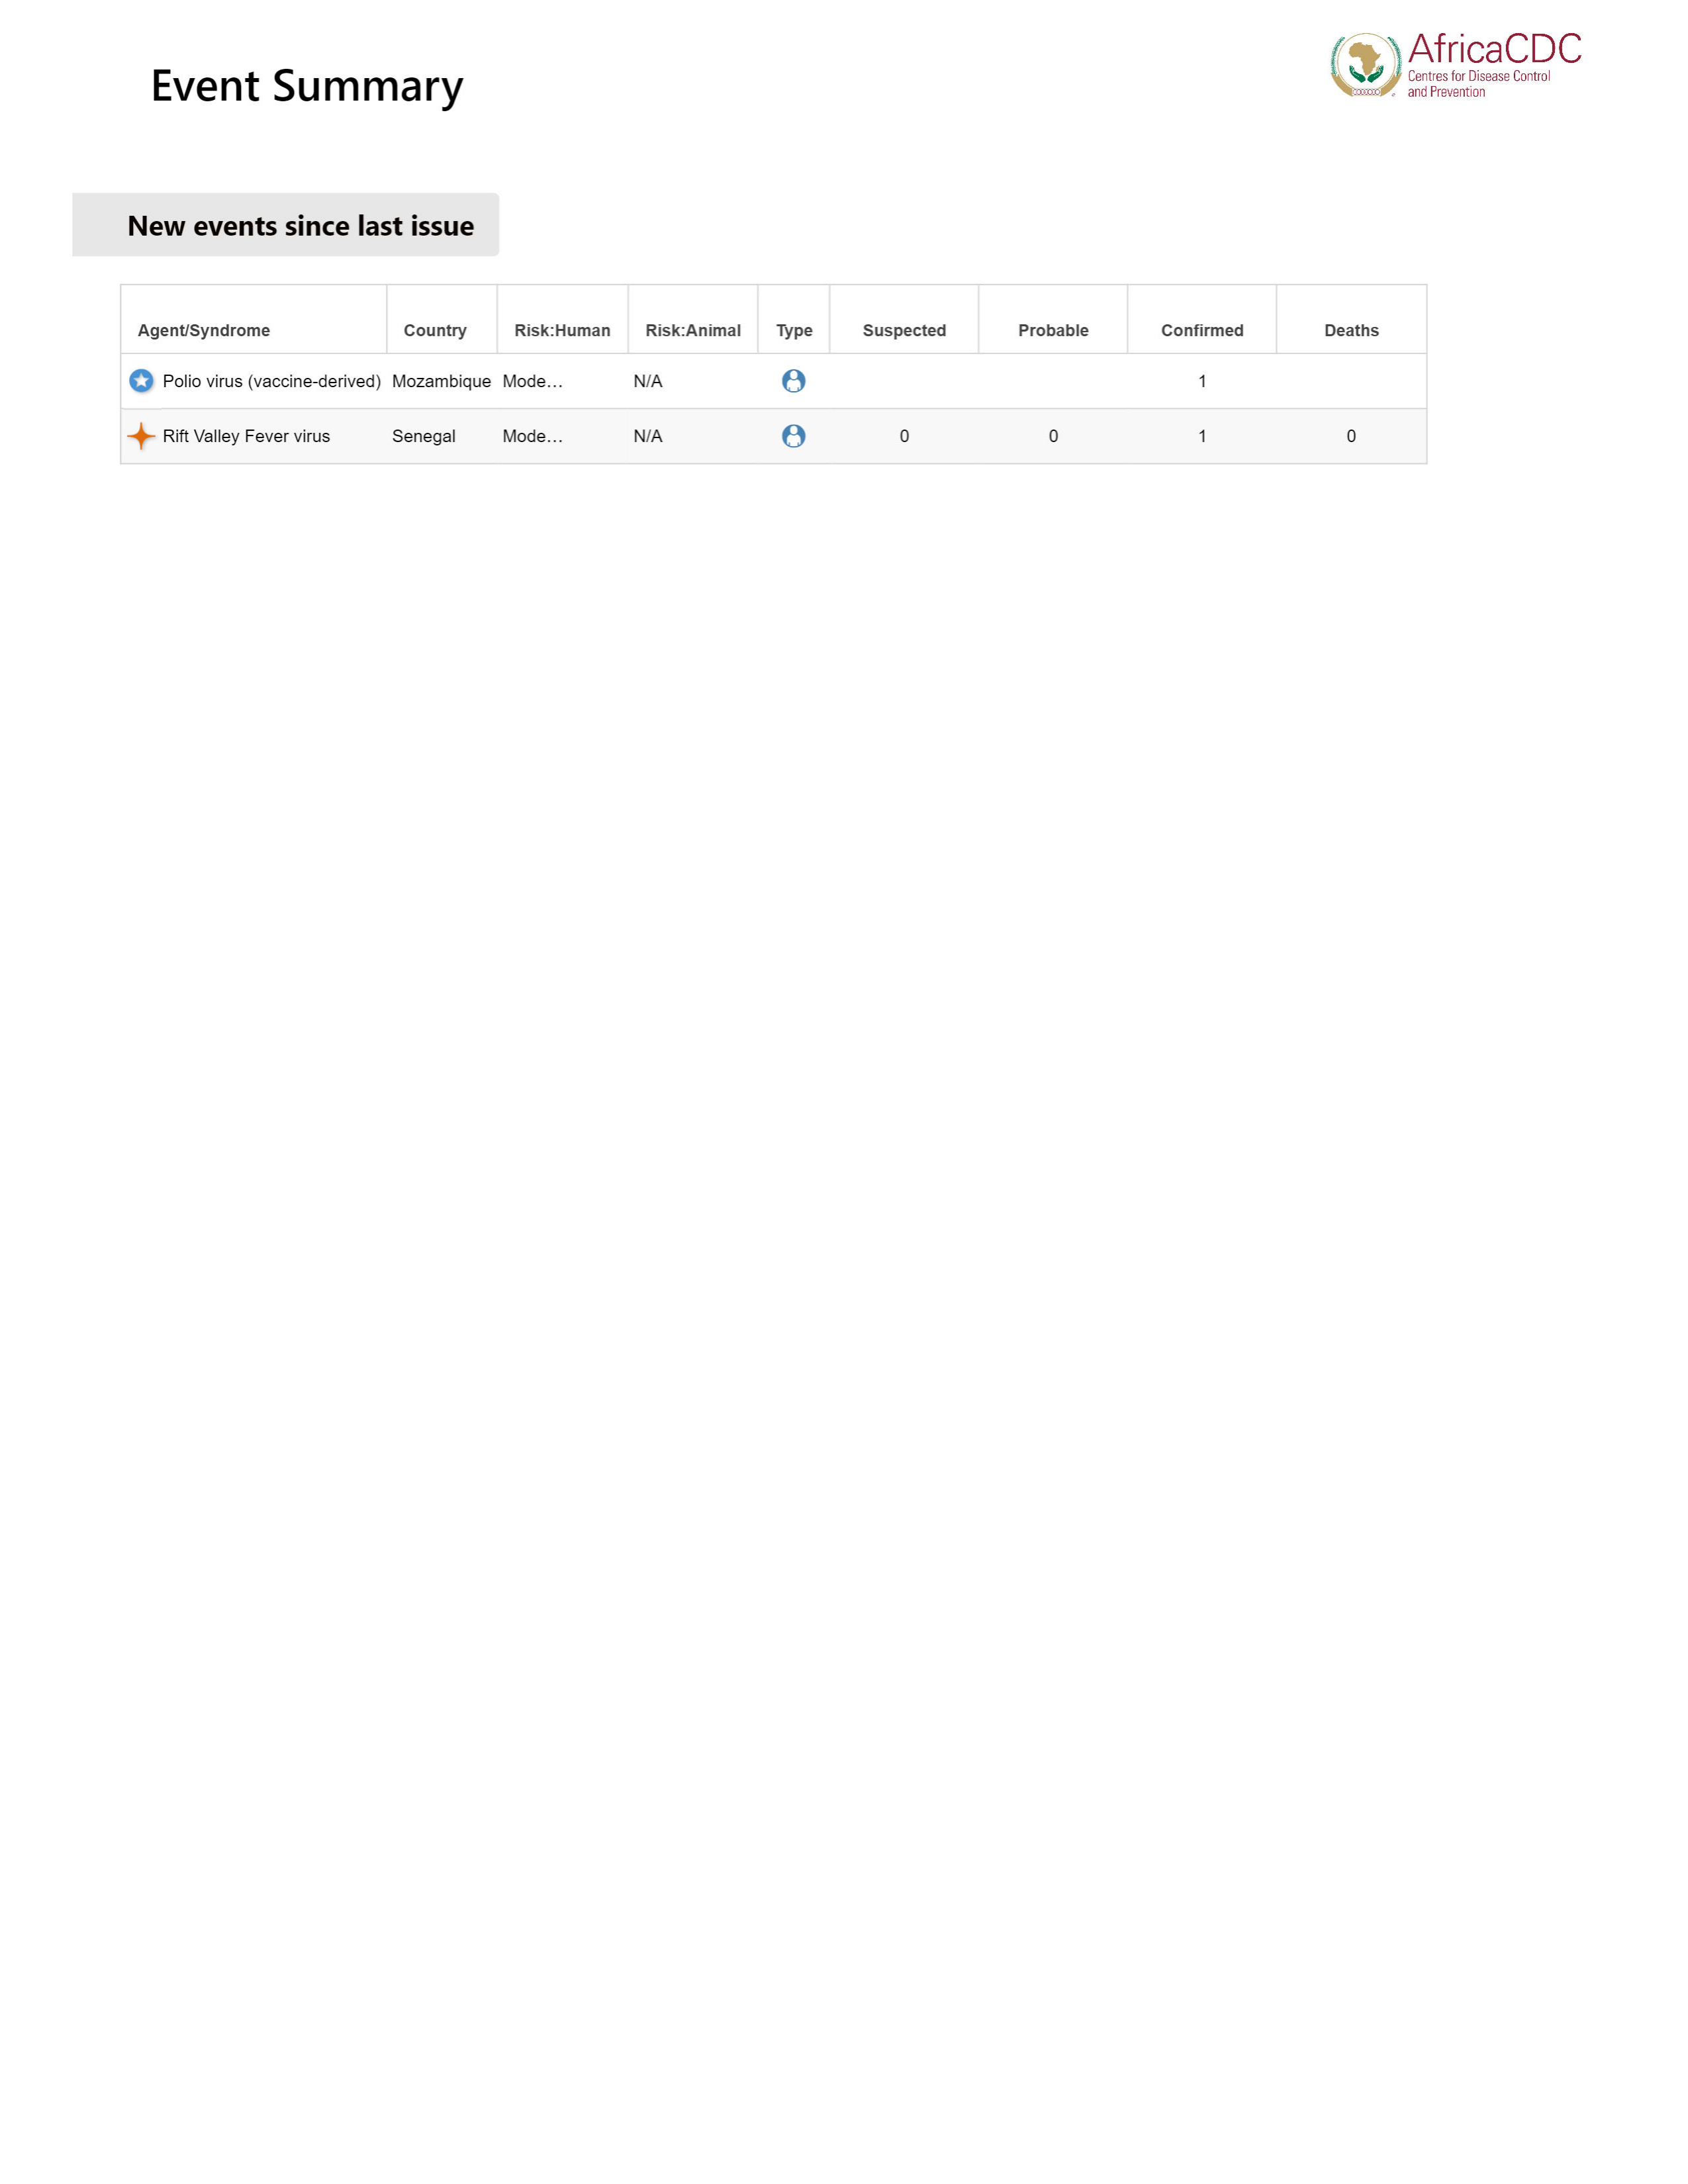 Event Summary
AfricaCDC
Centres for Disease Control
and Prevention
New events since last issue
Agent/Syndrome Country Risk:Human Risk:Animal Type Suspected Probable Confirmed Deaths
Polio virus (vaccine-derived) Mozambique Mode… N/A 1
Rift Valley Fever virus Senegal Mode… N/A 0 0 1 0